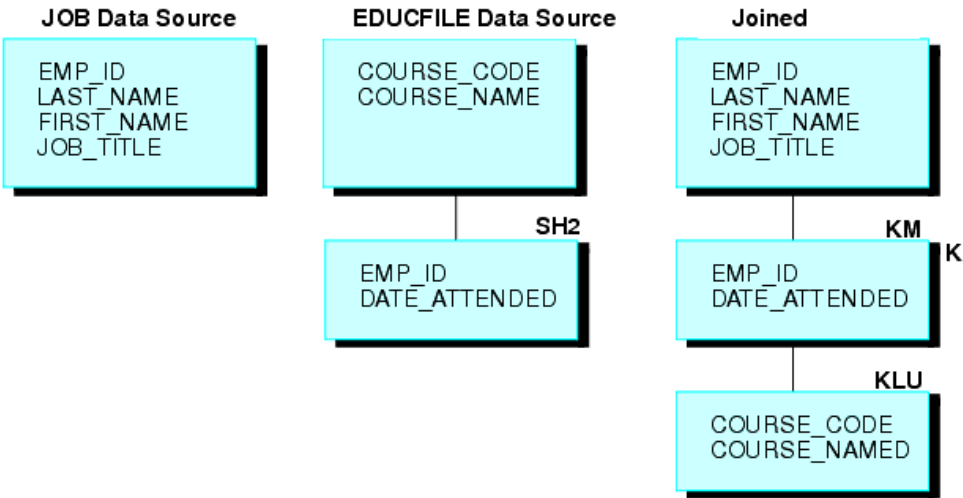 JOB Data Source
EMP_ID
LAST_NAME
FIRST_NAME
JOB_TITLE
EDUCFILE Data Source
COURSE_CODE
COURSE_NAME
SH2
EMP_ID
DATE_ATTENDED
Joined
EMP_ID
LAST_NAME
FIRST_NAME
JOB_TITLE
KM
K
EMP_ID
DATE_ATTENDED
KLU
COURSE_CODE
COURSE_NAMED